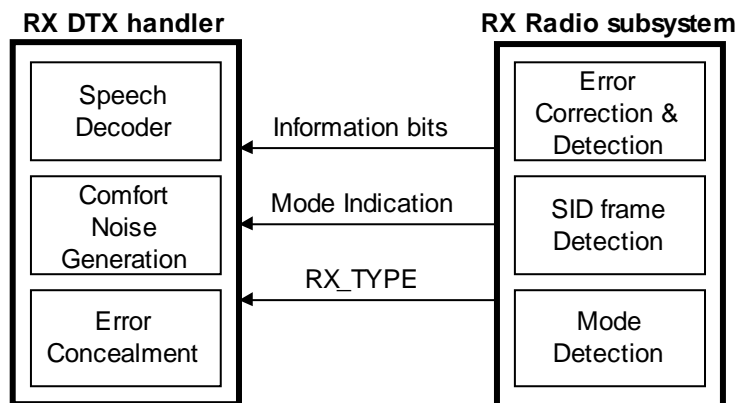 RX DTX handler
RX Radio subsystem
Speech
Decoder
Comfort
Noise
Generation
Error
Concealment
Information bits
Mode Indication
RX_TYPE
Error
Correction &
Detection
SID frame
Detection
Mode
Detection